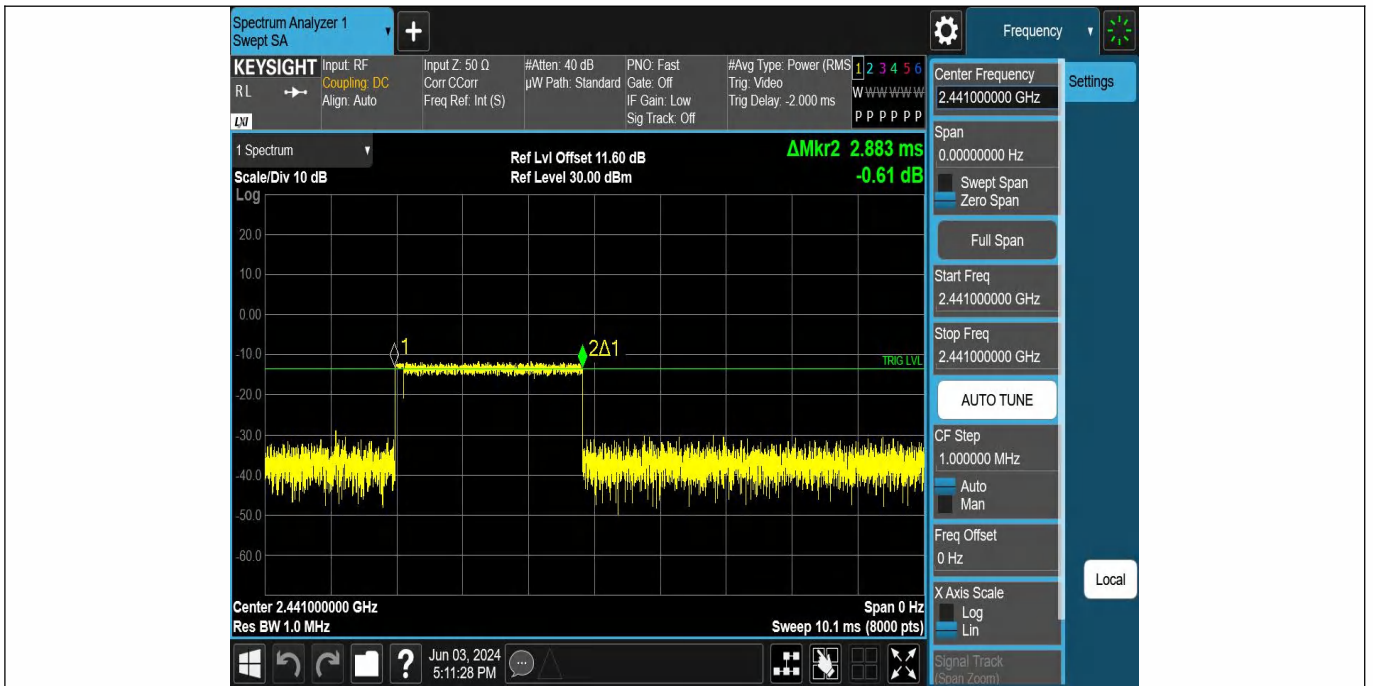 Spectrum Analyzer 1
Swept SA
+
Frequency
KEYSIGHT
RL
LXI
Input: RF
Coupling: DC
Align: Auto
Input Z: 50 Ω
Corr CCorr
Freq Ref: Int (S)
#Atten: 40 dB
µW Path: Standard
PNO: Fast
Gate: Off
IF Gain: Low
Sig Track: Off
#Avg Type: Power (RMS
Trig: Video
Trig Delay: -2.000 ms
1 2 3 4 5 6
W W W W W W
P P P P P P
1 Spectrum
Scale/Div 10 dB
Ref Lvl Offset 11.60 dB
Ref Level 30.00 dBm
ΔMkr2 2.883 ms
-0.61 dB
Log
20.0
10.0
0.00
-10.0
-20.0
-30.0
-40.0
-50.0
-60.0
1
2Δ1
TRIG LVL
Center 2.441000000 GHz
Res BW 1.0 MHz
Span 0 Hz
Sweep 10.1 ms (8000 pts)
Center Frequency
2.441000000 GHz
Settings
Span
0.00000000 Hz
Swept Span
Zero Span
Full Span
Start Freq
2.441000000 GHz
Stop Freq
2.441000000 GHz
AUTO TUNE
CF Step
1.000000 MHz
Auto
Man
Freq Offset
0 Hz
Local
X Axis Scale
Log
Lin
Signal Track
(Span Zoom)
?
Jun 03, 2024
5:11:28 PM